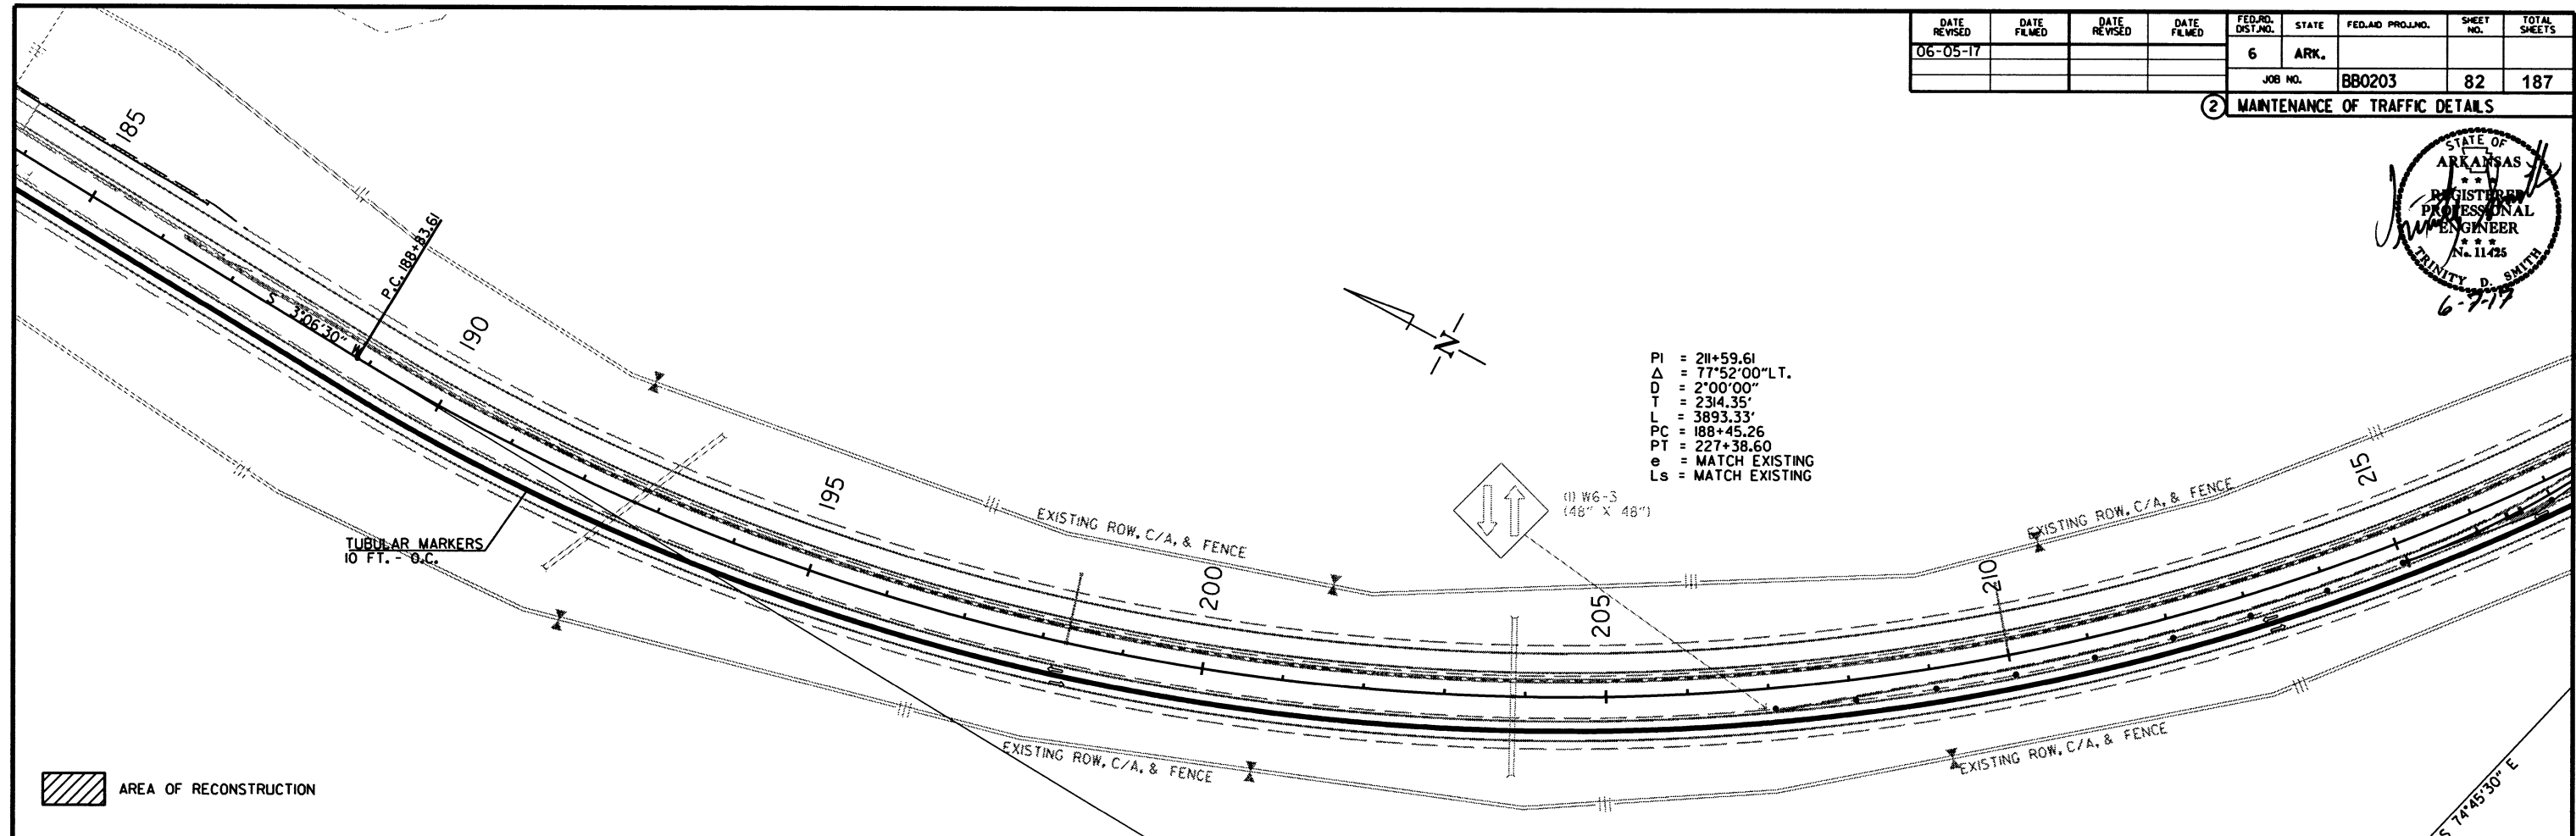 DATE REVISED
DATE FILMED
DATE REVISED
DATE FILMED
FED.RD. DIST.NO.
STATE
FED.AID PROJ.NO.
SHEET NO.
TOTAL SHEETS
06-05-17
6
ARK.
JOB NO.
BB0203
82
187
2
MAINTENANCE OF TRAFFIC DETAILS
STATE OF
ARKANSAS
* * *
REGISTERED
PROFESSIONAL
ENGINEER
* * *
No. 11425
TRINITY D. SMITH
6-7-17
185
P.C. 188+83.61
S 3°06'30" W
190
N
PI = 211+59.61
Δ = 77°52'00"LT.
D = 2°00'00"
T = 2314.35'
L = 3893.33'
PC = 188+45.26
PT = 227+38.60
e = MATCH EXISTING
Ls = MATCH EXISTING
195
(1) W6-3
(48" X 48")
215
EXISTING ROW, C/A, & FENCE
EXISTING ROW, C/A, & FENCE
TUBULAR MARKERS
10 FT. - O.C.
200
205
210
EXISTING ROW, C/A, & FENCE
EXISTING ROW, C/A, & FENCE
AREA OF RECONSTRUCTION
S 74°45'30" E